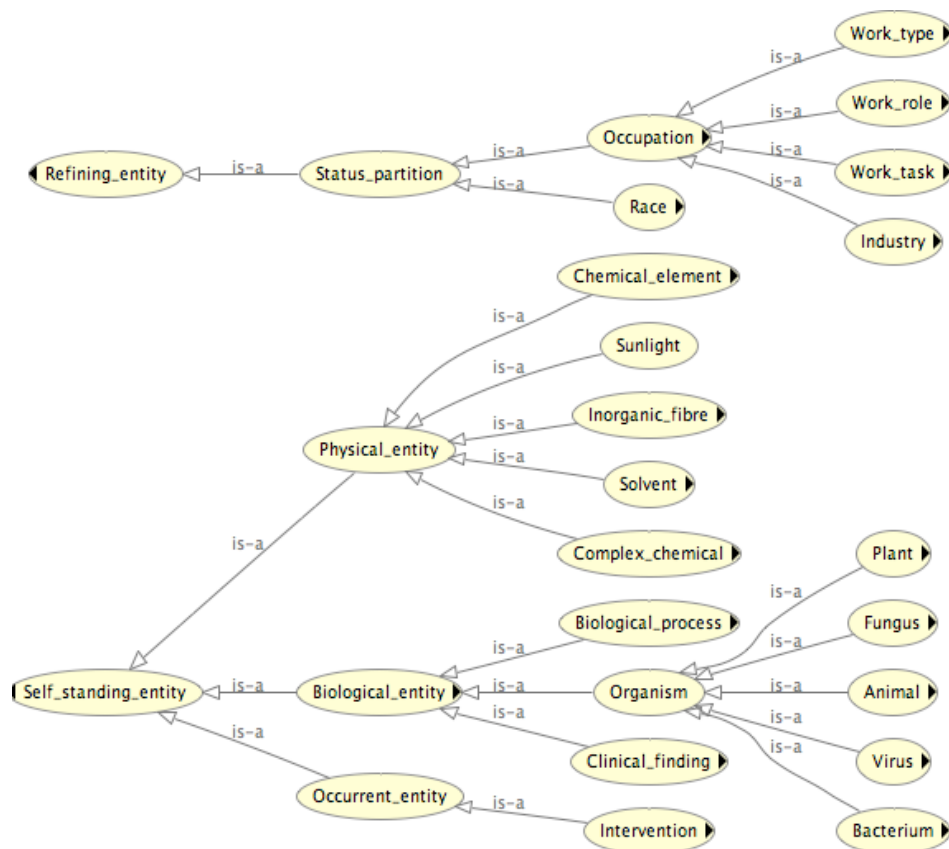 Work_type
is-a
Work_role
is-a
Occupation
is-a
is-a
Work_task
Refining_entity
is-a
Status_partition
is-a
is-a
Race
Industry
Chemical_element
is-a
is-a
Sunlight
is-a
Inorganic_fibre
Physical_entity
is-a
Solvent
is-a
is-a
Complex_chemical
Plant
is-a
Biological_process
Fungus
is-a
is-a
Self_standing_entity
is-a
Biological_entity
is-a
Organism
is-a
Animal
is-a
is-a
Clinical_finding
Virus
is-a
is-a
Occurrent_entity
is-a
Intervention
Bacterium